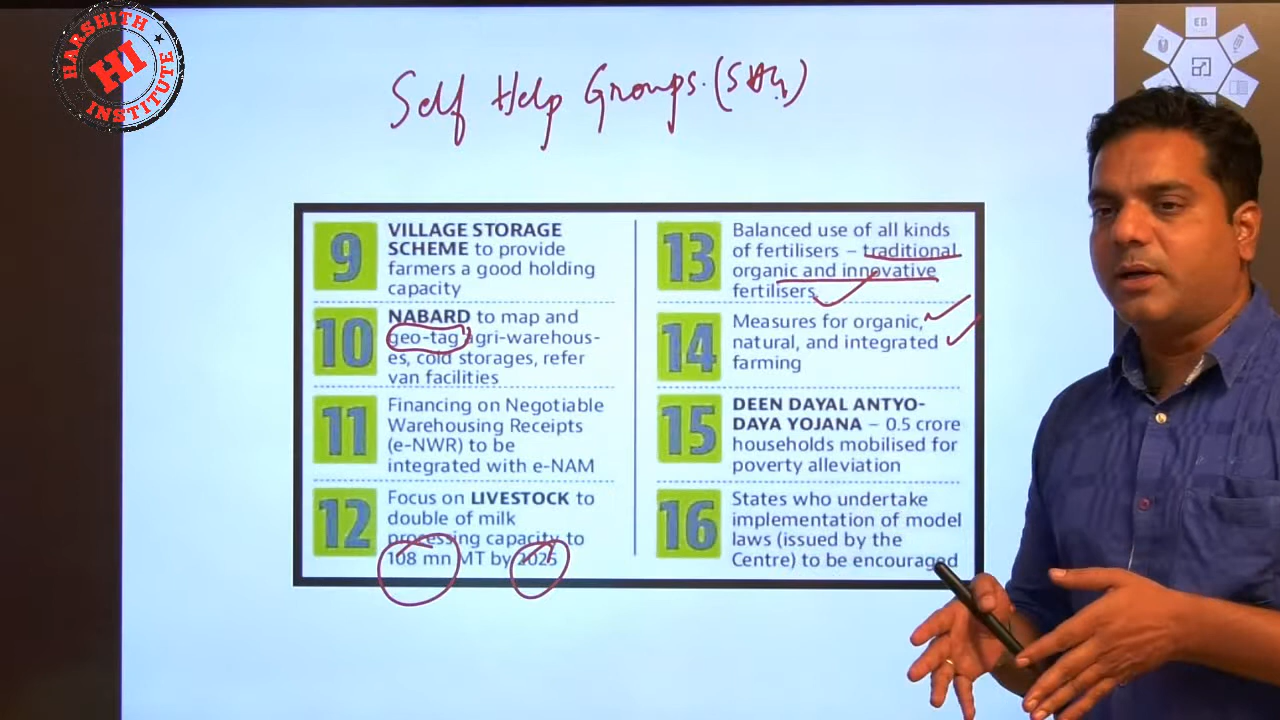 HARSHITH
HI
INSTITUTE
EB
Self Help Groups. (SHG)
9
VILLAGE STORAGE
SCHEME to provide
farmers a good holding
capacity
10
NABARD to map and
geo-tag agri-warehous-
es, cold storages, refer
van facilities
11
Financing on Negotiable
Warehousing Receipts
(e-NWR) to be
integrated with e-NAM
12
Focus on LIVESTOCK to
double of milk
processing capacity to
108 mn MT by 2025
13
Balanced use of all kinds
of fertilisers – traditional
organic and innovative
fertilisers
14
Measures for organic,
natural, and integrated
farming
15
DEEN DAYAL ANTYO-
DAYA YOJANA – 0.5 crore
households mobilised for
poverty alleviation
16
States who undertake
implementation of model
laws (issued by the
Centre) to be encouraged